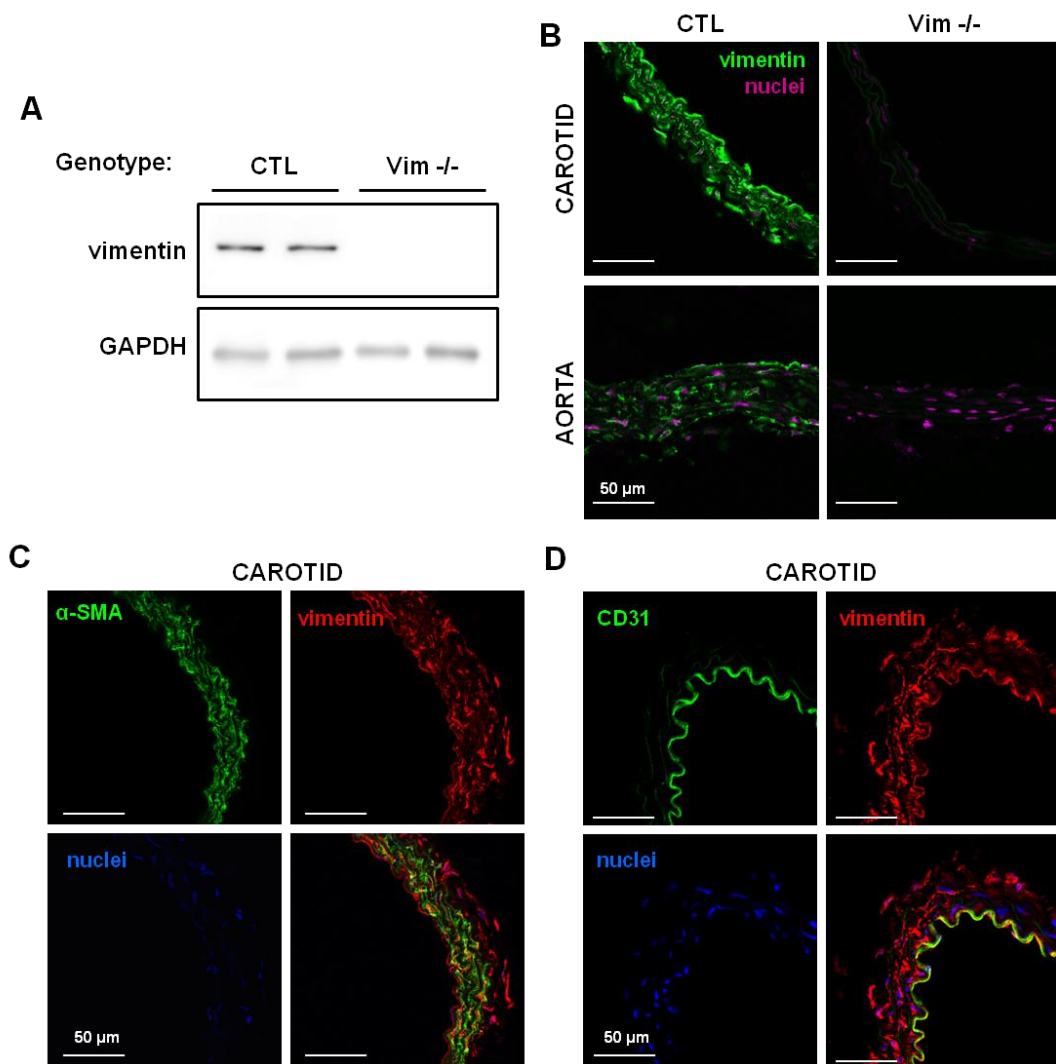 A
Genotype: CTL Vim -/-
vimentin
GAPDH
B
CTL Vim -/-
vimentin
nuclei
CAROTID
AORTA
50 µm
C
CAROTID
α-SMA vimentin
nuclei
50 µm
D
CAROTID
CD31 vimentin
nuclei
50 µm